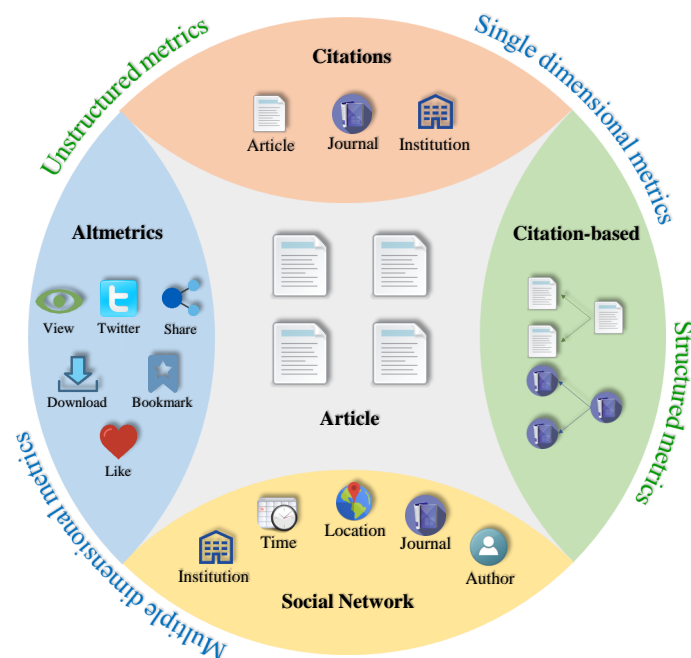 Unstructured metrics
Single dimensional metrics
Citations
Article
Journal
Institution
Altmetrics
View
Twitter
Share
Download
Bookmark
Like
Article
Citation-based
Structured metrics
Multiple dimensional metrics
Institution
Time
Location
Journal
Author
Social Network